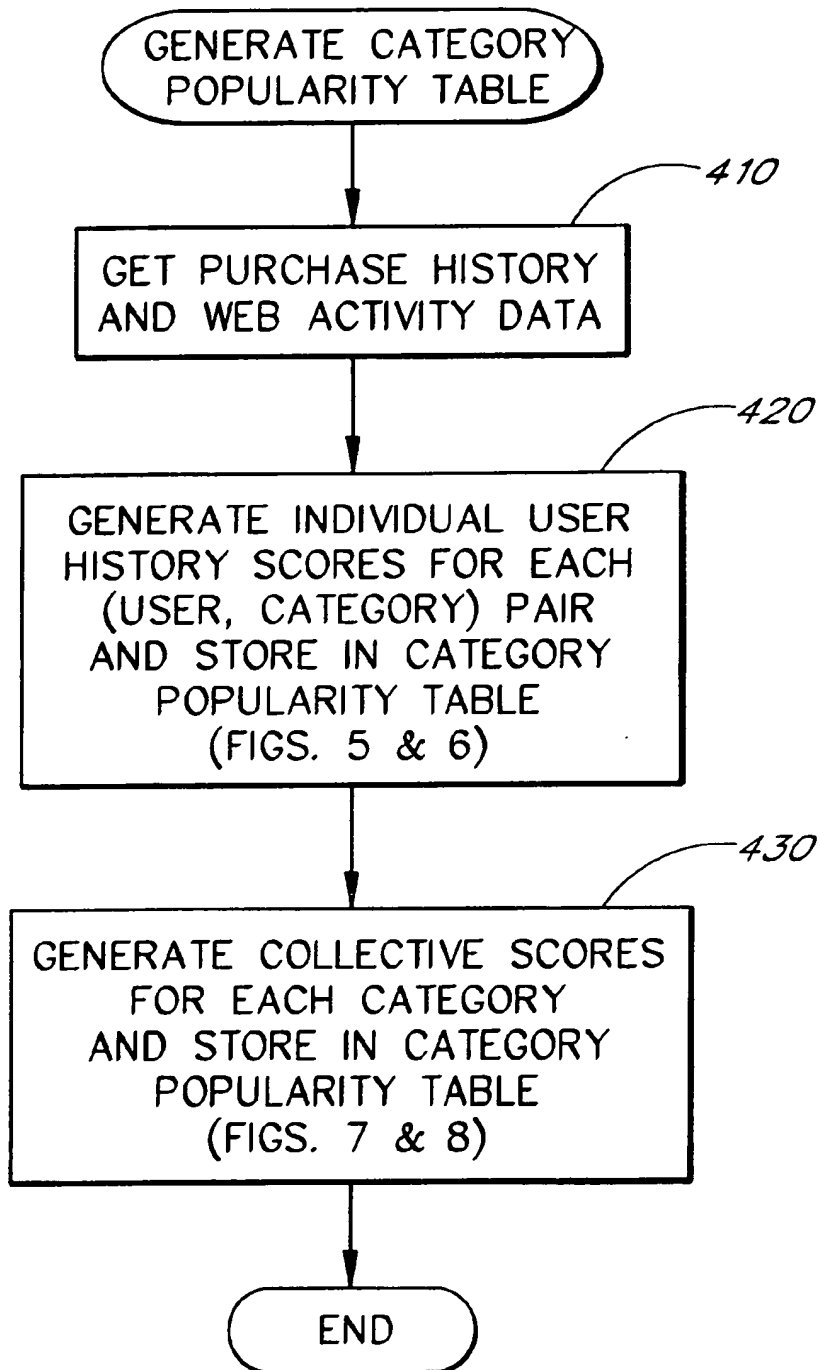 GENERATE CATEGORY
POPULARITY TABLE
410
GET PURCHASE HISTORY
AND WEB ACTIVITY DATA
420
GENERATE INDIVIDUAL USER
HISTORY SCORES FOR EACH
(USER, CATEGORY) PAIR
AND STORE IN CATEGORY
POPULARITY TABLE
(FIGS. 5 & 6)
430
GENERATE COLLECTIVE SCORES
FOR EACH CATEGORY
AND STORE IN CATEGORY
POPULARITY TABLE
(FIGS. 7 & 8)
END